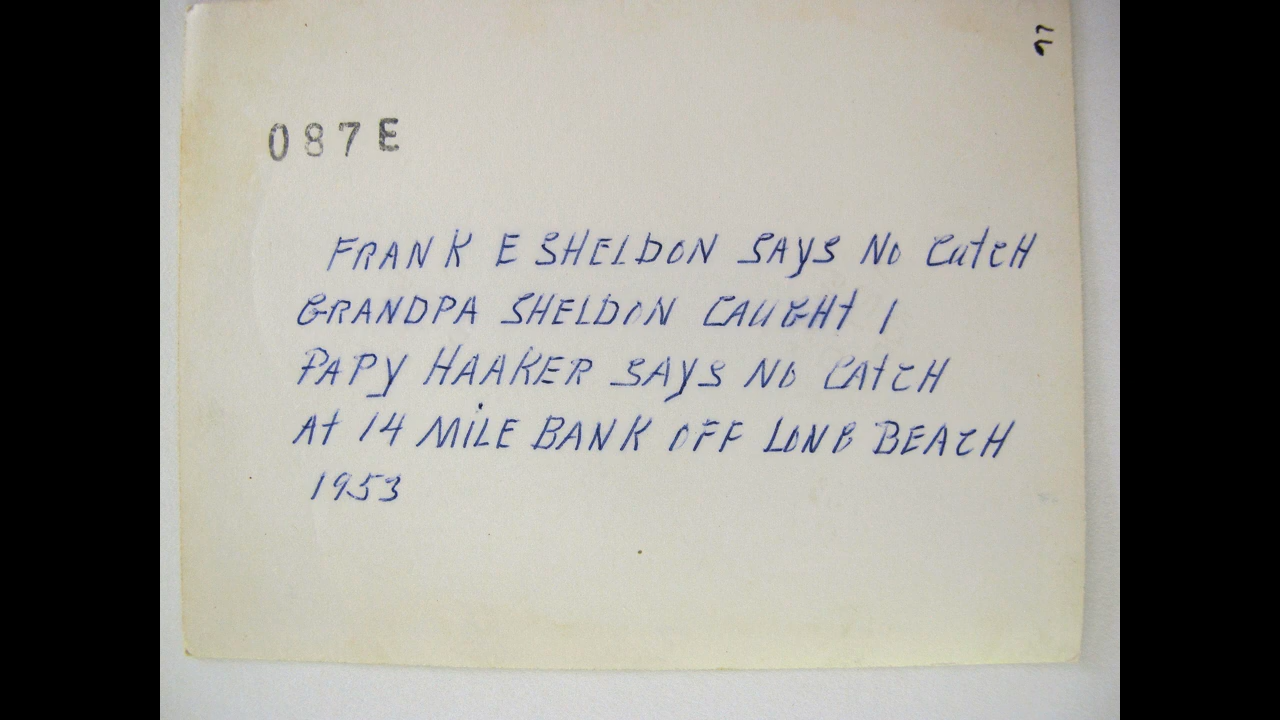 97
087E
FRANK E SHELDON SAYS NO CATCH
GRANDPA SHELDON CAUGHT 1
PAPY HAAKER SAYS NO CATCH
At 14 MILE BANK OFF LONG BEACH
1953